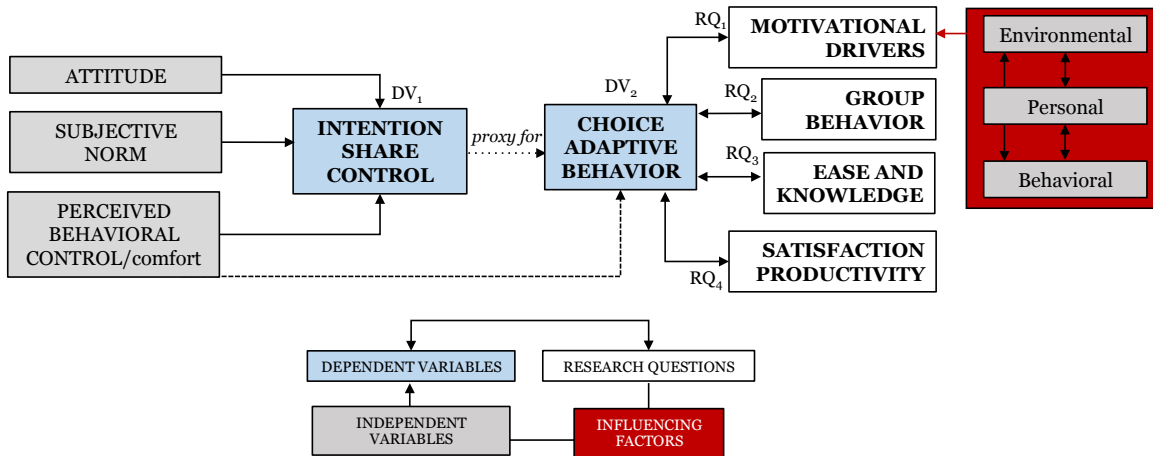 ATTITUDE
SUBJECTIVE
NORM
PERCEIVED
BEHAVIORAL
CONTROL/comfort
DV₁
INTENTION
SHARE
CONTROL
proxy for
DV₂
CHOICE
ADAPTIVE
BEHAVIOR
RQ₁
MOTIVATIONAL
DRIVERS
RQ₂
GROUP
BEHAVIOR
RQ₃
EASE AND
KNOWLEDGE
RQ₄
SATISFACTION
PRODUCTIVITY
Environmental
Personal
Behavioral
DEPENDENT VARIABLES
RESEARCH QUESTIONS
INDEPENDENT
VARIABLES
INFLUENCING
FACTORS